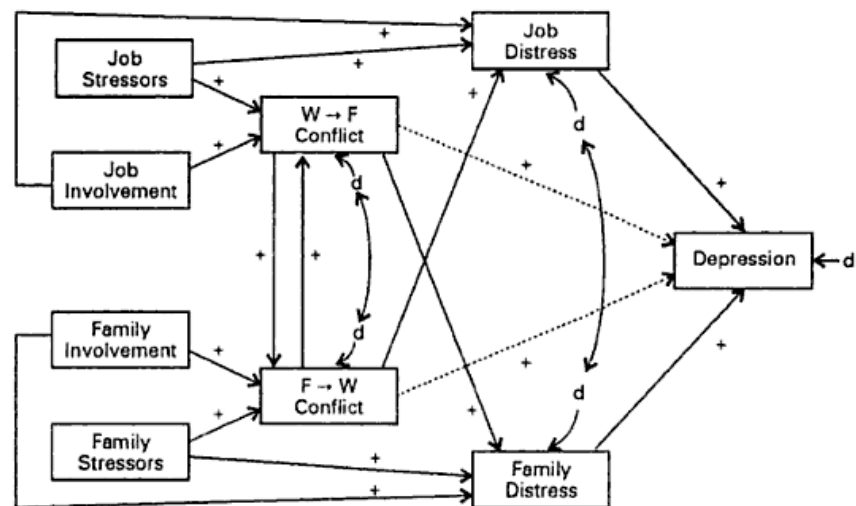 Job
Distress
+
+
Job
Stressors
+
+
W → F
Conflict
d
+
+
Job
Involvement
d
+
+
+
+
Depression
d
Family
Involvement
+
d
+
+
F → W
Conflict
d
+
+
Family
Stressors
+
+
Family
Distress